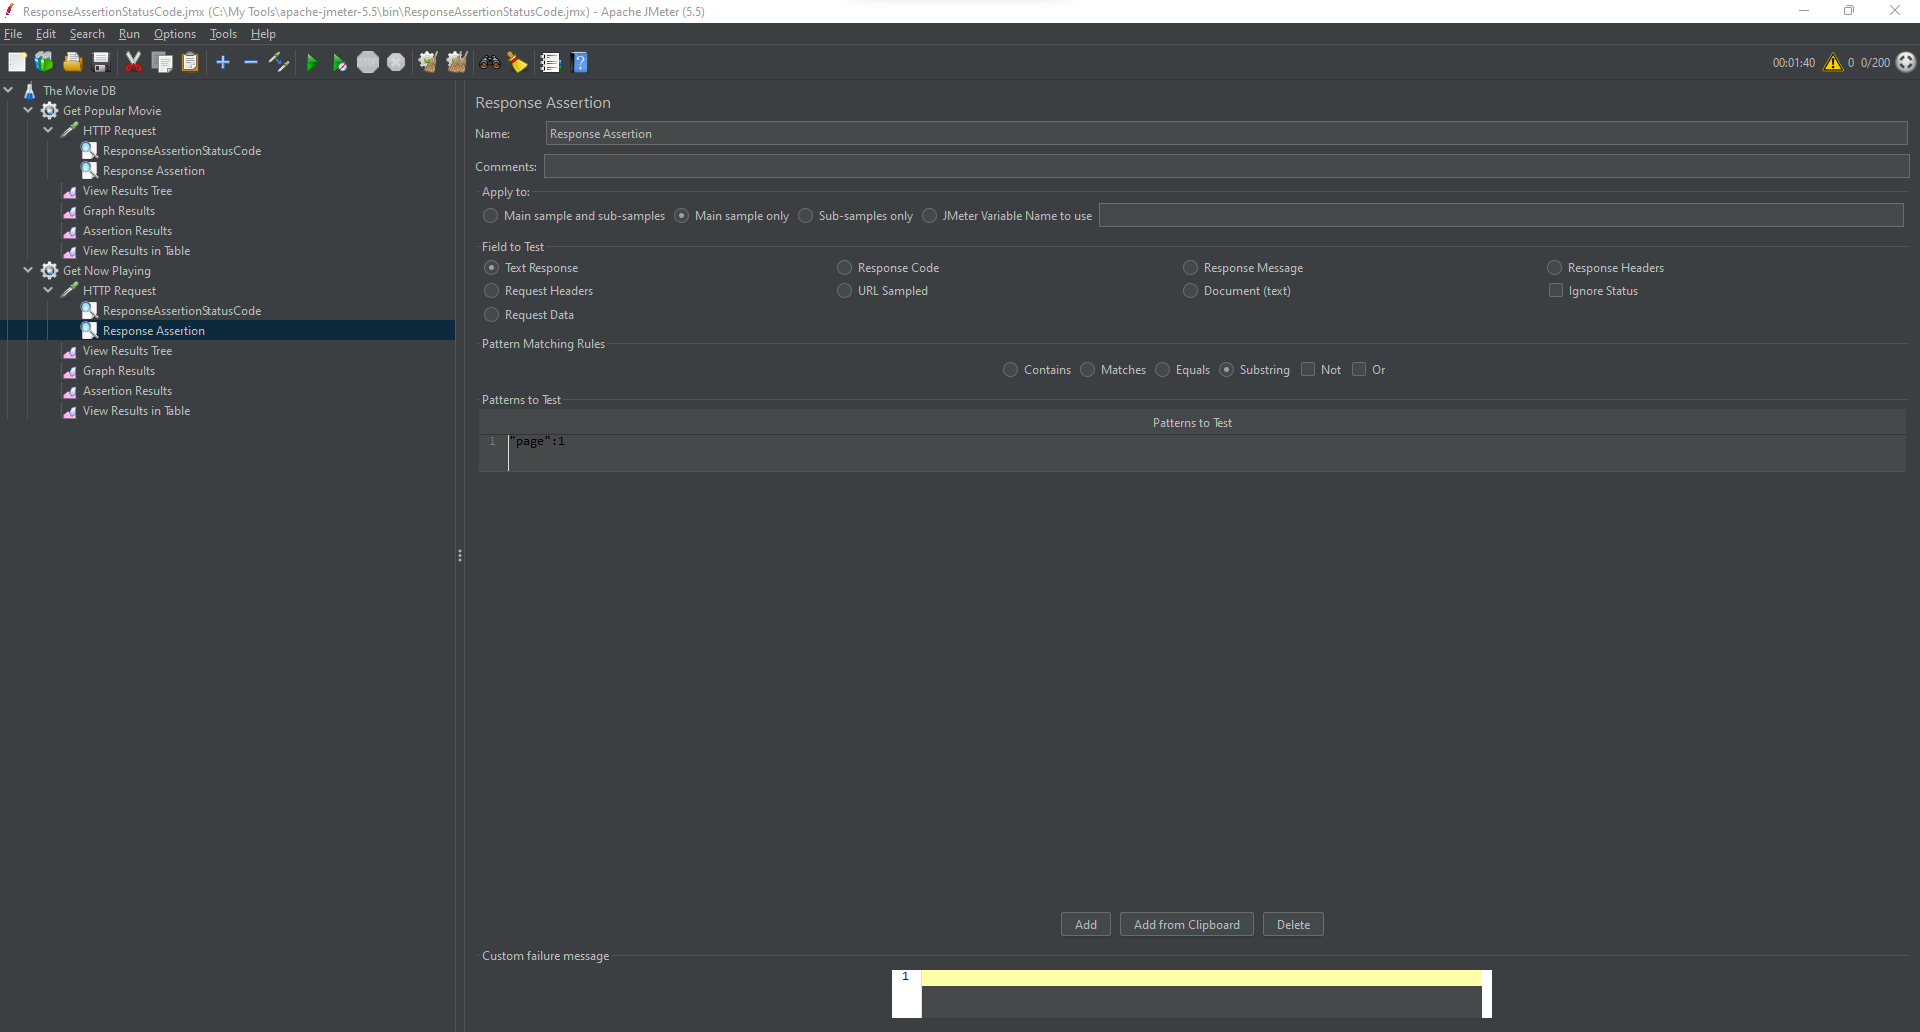 ResponseAssertionStatusCode.jmx (C:\My Tools\apache-jmeter-5.5\bin\ResponseAssertionStatusCode.jmx) - Apache JMeter (5.5)
File Edit Search Run Options Tools Help
STOP
00:01:40 0 0/200
The Movie DB
Get Popular Movie
HTTP Request
ResponseAssertionStatusCode
Response Assertion
View Results Tree
Graph Results
Assertion Results
View Results in Table
Get Now Playing
HTTP Request
ResponseAssertionStatusCode
Response Assertion
View Results Tree
Graph Results
Assertion Results
View Results in Table
Response Assertion
Name: Response Assertion
Comments:
Apply to:
Main sample and sub-samples Main sample only Sub-samples only JMeter Variable Name to use
Field to Test
Text Response Response Code Response Message Response Headers
Request Headers URL Sampled Document (text) Ignore Status
Request Data
Pattern Matching Rules
Contains Matches Equals Substring Not Or
Patterns to Test
Patterns to Test
1 "page":1
Add Add from Clipboard Delete
Custom failure message
1